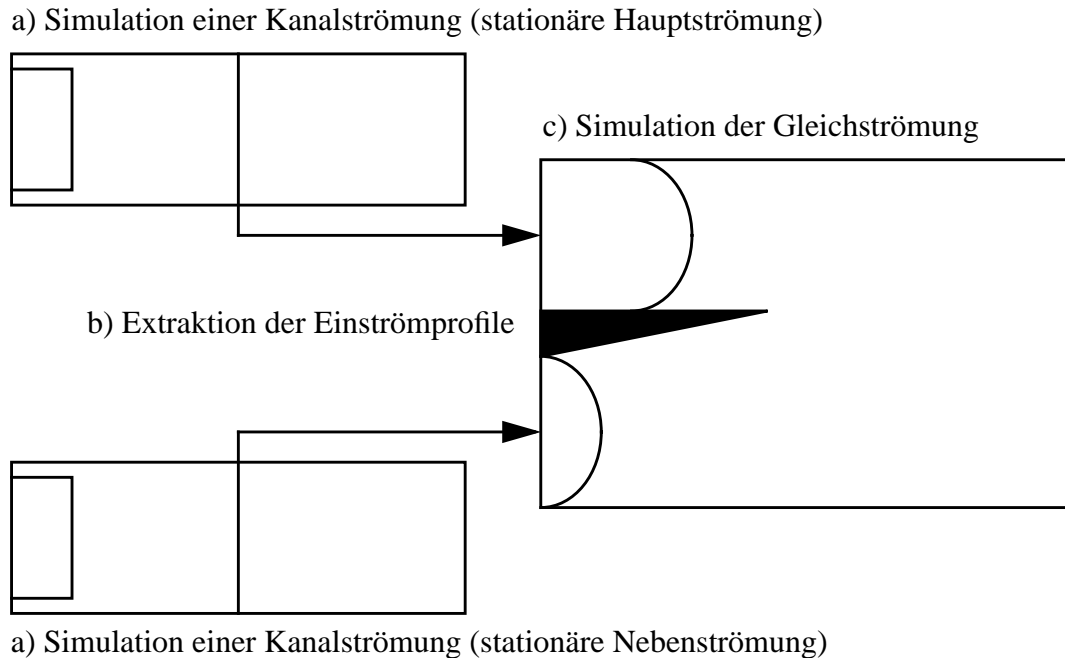 a) Simulation einer Kanalströmung (stationäre Hauptströmung)
c) Simulation der Gleichströmung
b) Extraktion der Einströmprofile
a) Simulation einer Kanalströmung (stationäre Nebenströmung)